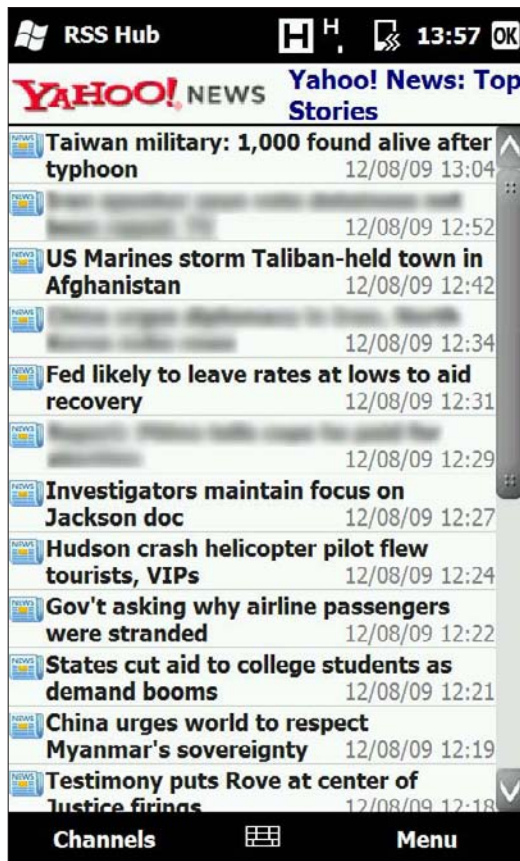 RSS Hub
H H 13:57 OK
YAHOO! NEWS
Yahoo! News: Top
Stories
Taiwan military: 1,000 found alive after
typhoon 12/08/09 13:04
12/08/09 12:52
US Marines storm Taliban-held town in
Afghanistan 12/08/09 12:42
12/08/09 12:34
Fed likely to leave rates at lows to aid
recovery 12/08/09 12:31
12/08/09 12:29
Investigators maintain focus on
Jackson doc 12/08/09 12:27
Hudson crash helicopter pilot flew
tourists, VIPs 12/08/09 12:24
Gov't asking why airline passengers
were stranded 12/08/09 12:22
States cut aid to college students as
demand booms 12/08/09 12:21
China urges world to respect
Myanmar's sovereignty 12/08/09 12:19
Testimony puts Rove at center of
Justice firings 12/08/09 12:18
Channels Menu